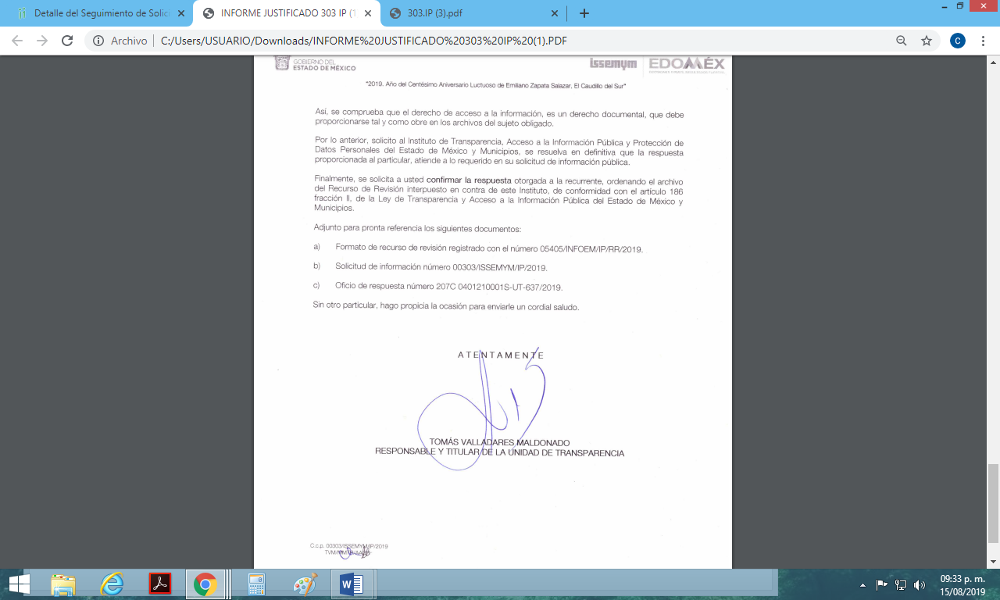 Detalle del Seguimiento de Solici
INFORME JUSTIFICADO 303 IP (1
303.IP (3).pdf
Archivo
C:/Users/USUARIO/Downloads/INFORME%20JUSTIFICADO%20303%20IP%20(1).PDF
C
GOBIERNO DEL
ESTADO DE MÉXICO
issemym
EDOMÉX
"2019. Año del Centésimo Aniversario Luctuoso de Emiliano Zapata Salazar, El Caudillo del Sur"
Así, se comprueba que el derecho de acceso a la información, es un derecho documental, que debe
proporcionarse tal y como obre en los archivos del sujeto obligado.
Por lo anterior, solicito al Instituto de Transparencia, Acceso a la Información Pública y Protección de
Datos Personales del Estado de México y Municipios, se resuelva en definitiva que la respuesta
proporcionada al particular, atiende a lo requerido en su solicitud de información pública.
Finalmente, se solicita a usted confirmar la respuesta otorgada a la recurrente, ordenando el archivo
del Recurso de Revisión interpuesto en contra de este Instituto, de conformidad con el artículo 186
fracción II, de la Ley de Transparencia y Acceso a la Información Pública del Estado de México y
Municipios.
Adjunto para pronta referencia los siguientes documentos:
a) Formato de recurso de revisión registrado con el número 05405/INFOEM/IP/RR/2019.
b) Solicitud de información número 00303/ISSEMYM/IP/2019.
c) Oficio de respuesta número 207C 0401210001S-UT-637/2019.
Sin otro particular, hago propicia la ocasión para enviarle un cordial saludo.
A T E N T A M E N T E
TOMÁS VALLADARES MALDONADO
RESPONSABLE Y TITULAR DE LA UNIDAD DE TRANSPARENCIA
C.c.p. 00303/ISSEMYM/IP/2019
09:33 p. m.
15/08/2019